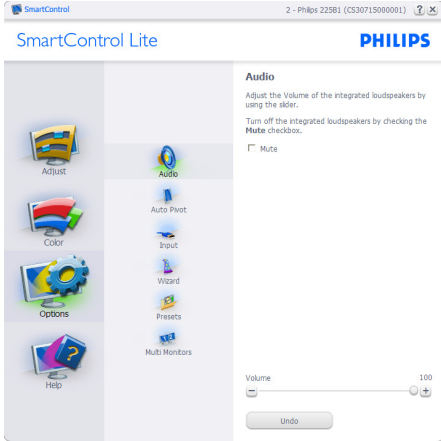 SmartControl
2 - Philips 225B1 (CS30715000001)
?
SmartControl Lite
PHILIPS
Adjust
Color
Options
Help
Audio
Auto Pivot
Input
Wizard
Presets
1 2
Multi Monitors
Audio
Adjust the Volume of the integrated loudspeakers by
using the slider.
Turn off the integrated loudspeakers by checking the
Mute checkbox.
Mute
Volume 100
Undo